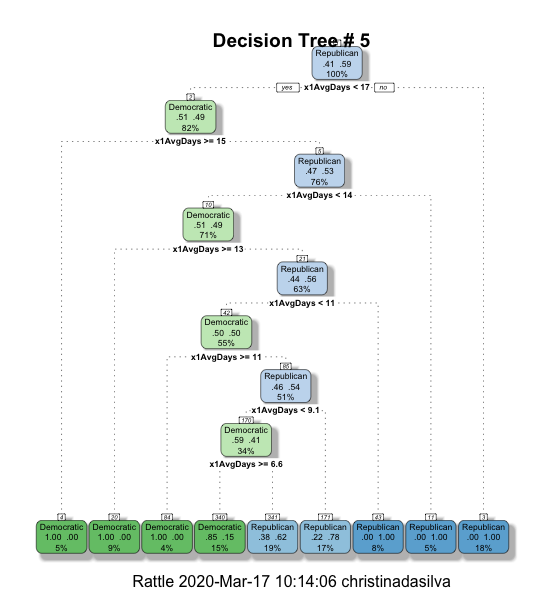 Decision Tree # 5
Republican
.41 .59
100%
yes x1AvgDays < 17 no
2
Democratic
.51 .49
82%
x1AvgDays >= 15
5
Republican
.47 .53
76%
x1AvgDays < 14
10
Democratic
.51 .49
71%
x1AvgDays >= 13
21
Republican
.44 .56
63%
x1AvgDays < 11
42
Democratic
.50 .50
55%
x1AvgDays >= 11
85
Republican
.46 .54
51%
x1AvgDays < 9.1
170
Democratic
.59 .41
34%
x1AvgDays >= 6.6
4 20 84 340 341 171 43 11 3
Democratic Democratic Democratic Democratic Republican Republican Republican Republican Republican
1.00 .00 1.00 .00 1.00 .00 .85 .15 .38 .62 .22 .78 .00 1.00 .00 1.00 .00 1.00
5% 9% 4% 15% 19% 17% 8% 5% 18%
Rattle 2020-Mar-17 10:14:06 christinadasilva